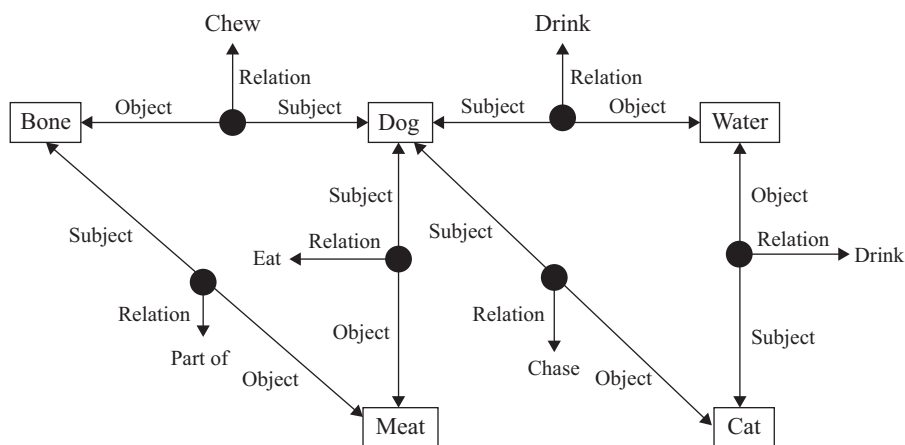 Chew
Drink
Relation
Relation
Object
Subject
Subject
Object
Bone
Dog
Water
Subject
Object
Subject
Subject
Relation
Eat
Relation
Drink
Relation
Relation
Object
Subject
Part of
Chase
Object
Object
Meat
Cat